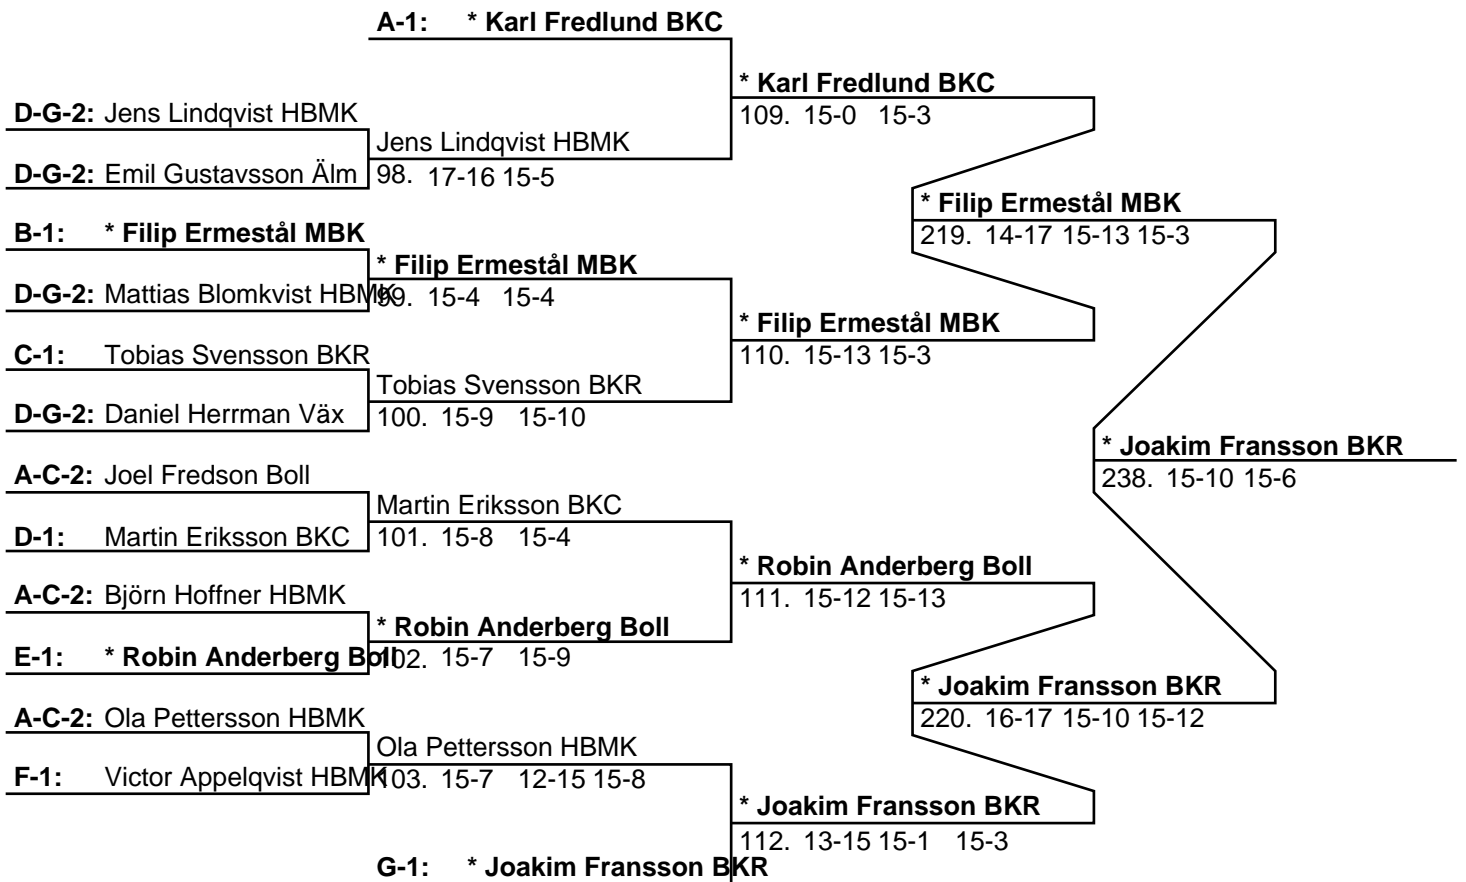 A-1: * Karl Fredlund BKC
* Karl Fredlund BKC
109. 15-0 15-3
D-G-2: Jens Lindqvist HBMK
Jens Lindqvist HBMK
98. 17-16 15-5
D-G-2: Emil Gustavsson Älm
* Filip Ermestål MBK
219. 14-17 15-13 15-3
B-1: * Filip Ermestål MBK
* Filip Ermestål MBK
99. 15-4 15-4
D-G-2: Mattias Blomkvist HBMK
* Filip Ermestål MBK
110. 15-13 15-3
C-1: Tobias Svensson BKR
Tobias Svensson BKR
100. 15-9 15-10
D-G-2: Daniel Herrman Väx
* Joakim Fransson BKR
238. 15-10 15-6
A-C-2: Joel Fredson Boll
Martin Eriksson BKC
101. 15-8 15-4
D-1: Martin Eriksson BKC
* Robin Anderberg Boll
111. 15-12 15-13
A-C-2: Björn Hoffner HBMK
* Robin Anderberg Boll
102. 15-7 15-9
E-1: * Robin Anderberg Boll
* Joakim Fransson BKR
220. 16-17 15-10 15-12
A-C-2: Ola Pettersson HBMK
Ola Pettersson HBMK
103. 15-7 12-15 15-8
F-1: Victor Appelqvist HBMK
* Joakim Fransson BKR
112. 13-15 15-1 15-3
G-1: * Joakim Fransson BKR